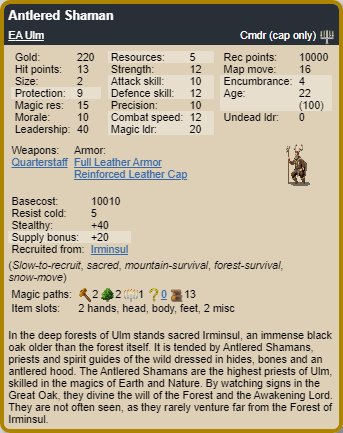 Antlered Shaman
EA Ulm Cmdr (cap only)
Gold: 220 Resources: 5 Rec points: 10000
Hit points: 13 Strength: 12 Map move: 16
Size: 2 Attack skill: 10 Encumbrance: 4
Protection: 9 Defence skill: 12 Age: 22
Magic res: 15 Precision: 10 (100)
Morale: 10 Combat speed: 12 Undead ldr: 0
Leadership: 40 Magic ldr: 20
Weapons: Armor:
Quarterstaff Full Leather Armor
Reinforced Leather Cap
Basecost: 10010
Resist cold: 5
Stealthy: +40
Supply bonus: +20
Recruited from: Irminsul
(Slow-to-recruit, sacred, mountain-survival, forest-survival,
snow-move)
Magic paths: 2 2 1 ? 0 13
Item slots: 2 hands, head, body, feet, 2 misc
In the deep forests of Ulm stands sacred Irminsul, an immense black
oak older than the forest itself. It is tended by Antlered Shamans,
priests and spirit guides of the wild dressed in hides, bones and an
antlered hood. The Antlered Shamans are the highest priests of Ulm,
skilled in the magics of Earth and Nature. By watching signs in the
Great Oak, they divine the will of the Forest and the Awakening Lord.
They are not often seen, as they rarely venture far from the Forest of
Irminsul.